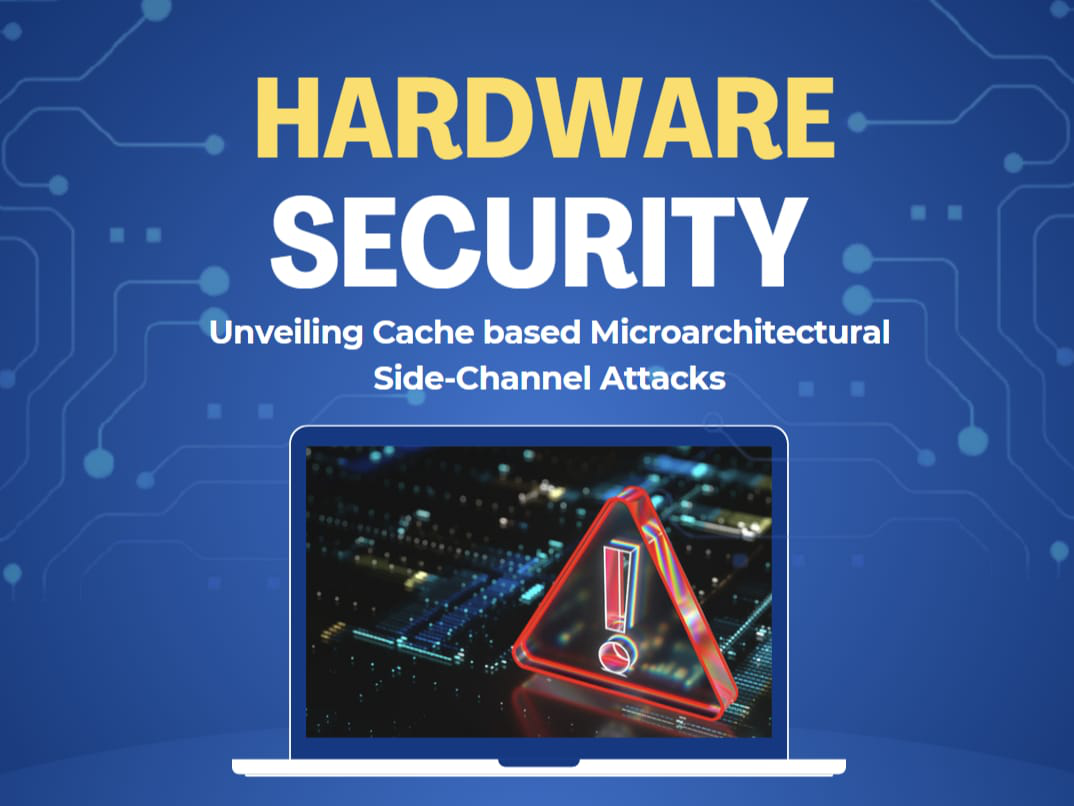 HARDWARE
SECURITY
Unveiling Cache based Microarchitectural
Side-Channel Attacks